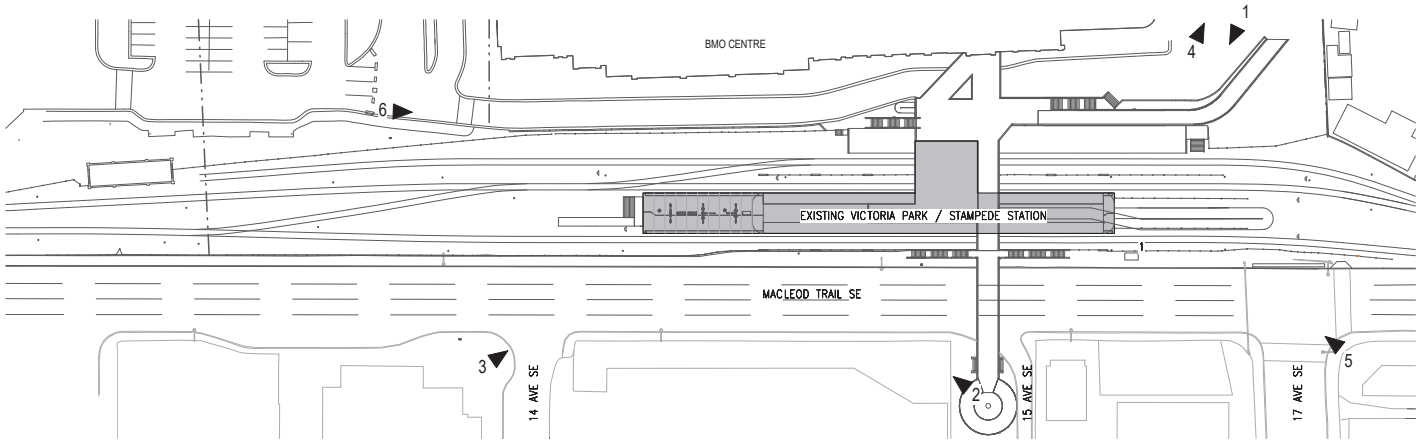 1
4
BMO CENTRE
6
EXISTING VICTORIA PARK / STAMPEDE STATION
1
MACLEOD TRAIL SE
3
14 AVE SE
2
15 AVE SE
17 AVE SE
5